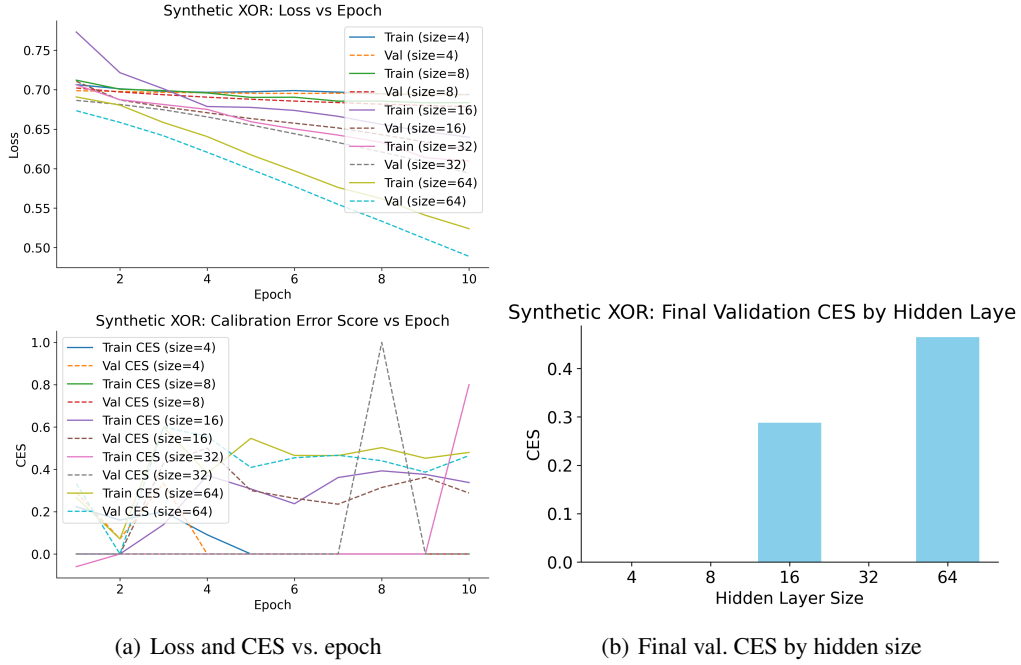 Synthetic XOR: Loss vs Epoch
Loss
0.75
0.70
0.65
0.60
0.55
0.50
Train (size=4)
Val (size=4)
Train (size=8)
Val (size=8)
Train (size=16)
Val (size=16)
Train (size=32)
Val (size=32)
Train (size=64)
Val (size=64)
2 4 6 8 10
Epoch
Synthetic XOR: Calibration Error Score vs Epoch
CES
1.0
0.8
0.6
0.4
0.2
0.0
Train CES (size=4)
Val CES (size=4)
Train CES (size=8)
Val CES (size=8)
Train CES (size=16)
Val CES (size=16)
Train CES (size=32)
Val CES (size=32)
Train CES (size=64)
Val CES (size=64)
2 4 6 8 10
Epoch
(a) Loss and CES vs. epoch
Synthetic XOR: Final Validation CES by Hidden Laye
CES
0.4
0.3
0.2
0.1
0.0
4 8 16 32 64
Hidden Layer Size
(b) Final val. CES by hidden size